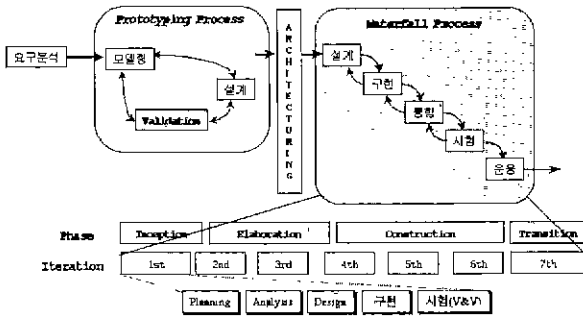 Prototyping Process
Waterfall Process
요구분석
모델링
설계
Validation
ARCHITECTURING
설계
구현
통합
시험
운용
Phase
Inception
Elaboration
Construction
Transition
Iteration
1st
2nd
3rd
4th
5th
6th
7th
Planning
Analysis
Design
구현
시험(V&V)